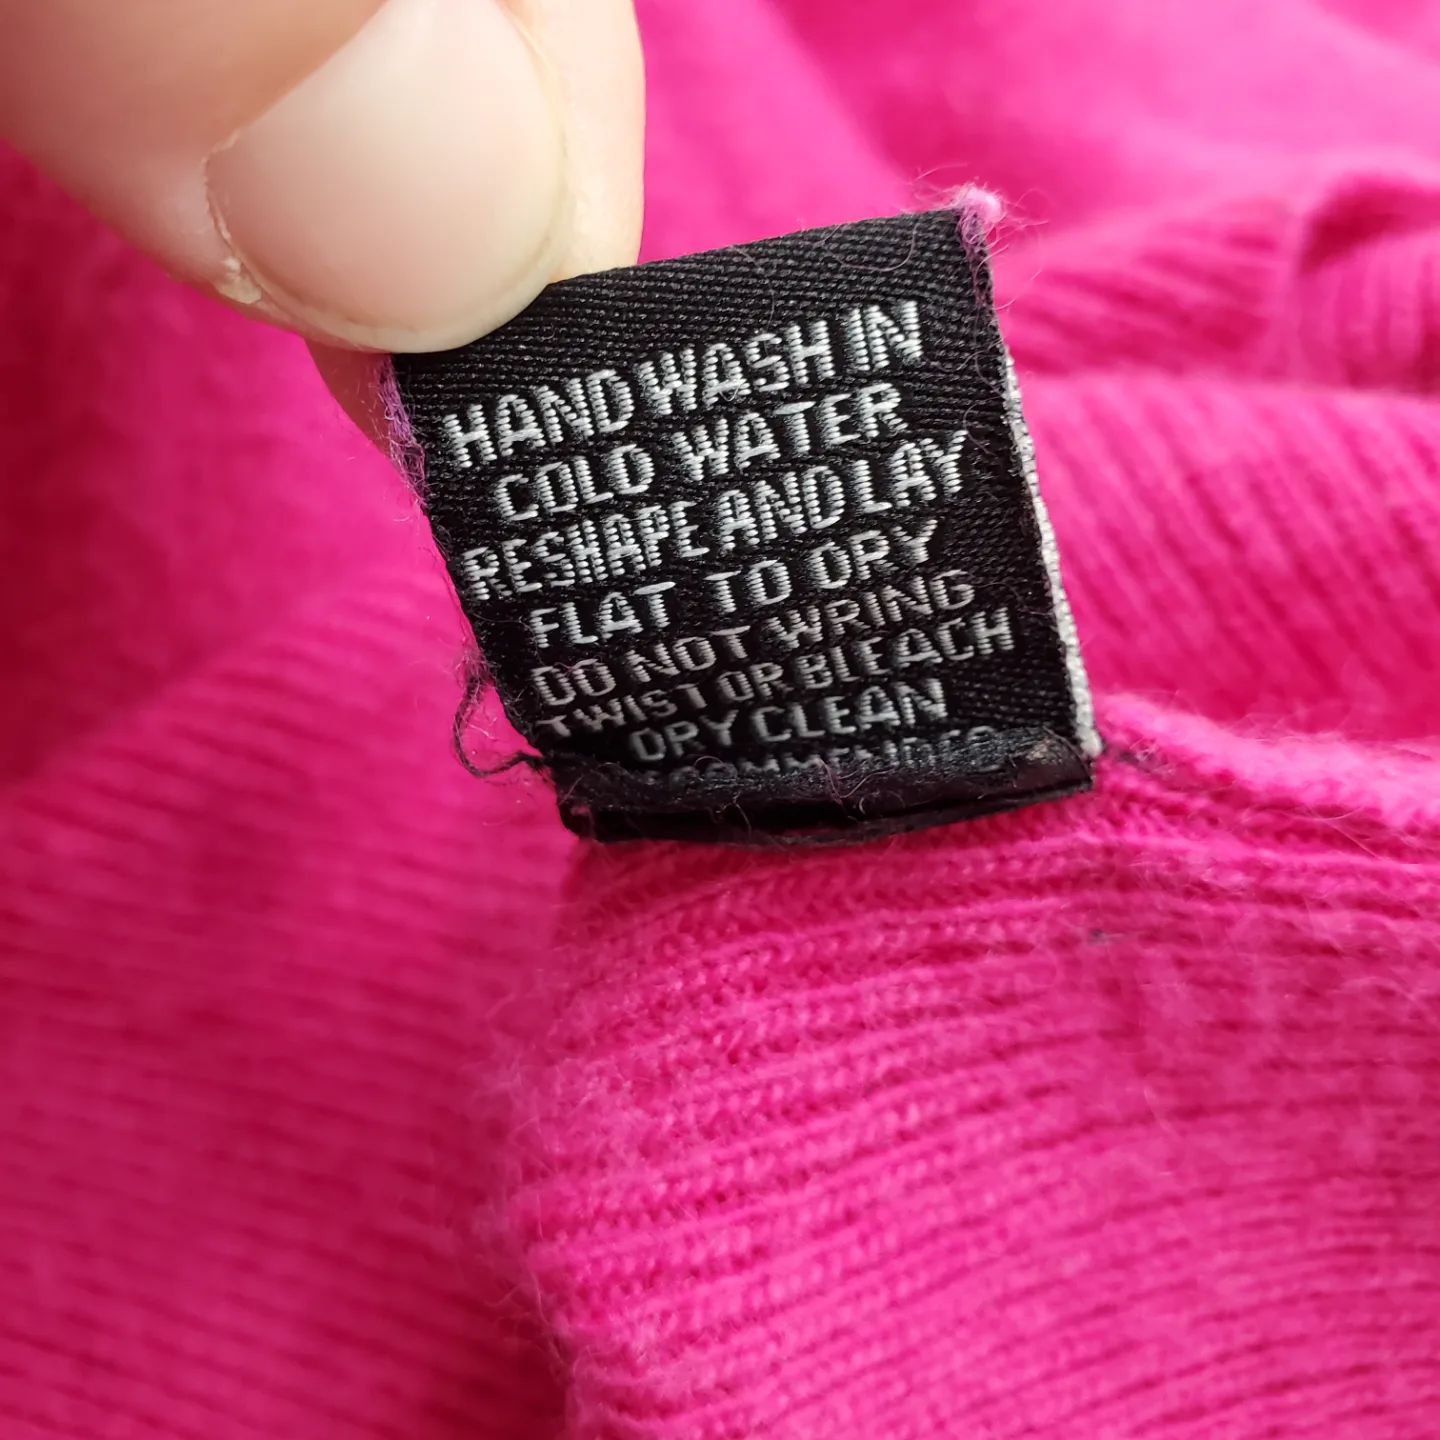 HAND WASH IN
COLD WATER
RESHAPE AND LAY
FLAT TO DRY
DO NOT WRING
TWIST OR BLEACH
DRY CLEAN
RECOMMENDED